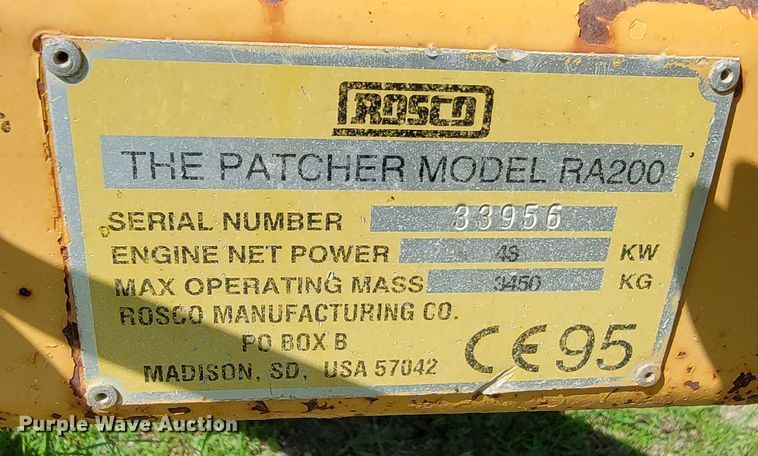 ROSCO
THE PATCHER MODEL RA200
SERIAL NUMBER 33956
ENGINE NET POWER 48 KW
MAX OPERATING MASS 3450 KG
ROSCO MANUFACTURING CO.
PO BOX B
MADISON, SD, USA 57042
CE 95
Purple Wave Auction